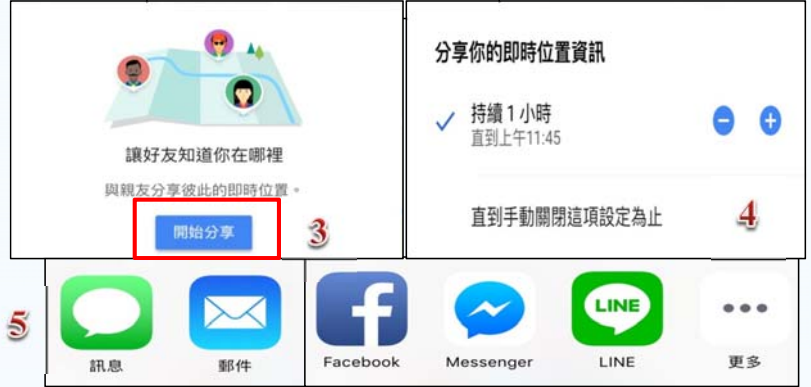 讓好友知道你在哪裡
與親友分享彼此的即時位置。
開始分享
3
分享你的即時位置資訊
持續 1 小時
直到上午11:45
直到手動關閉這項設定為止
4
5
訊息
郵件
Facebook
Messenger
LINE
LINE
更多